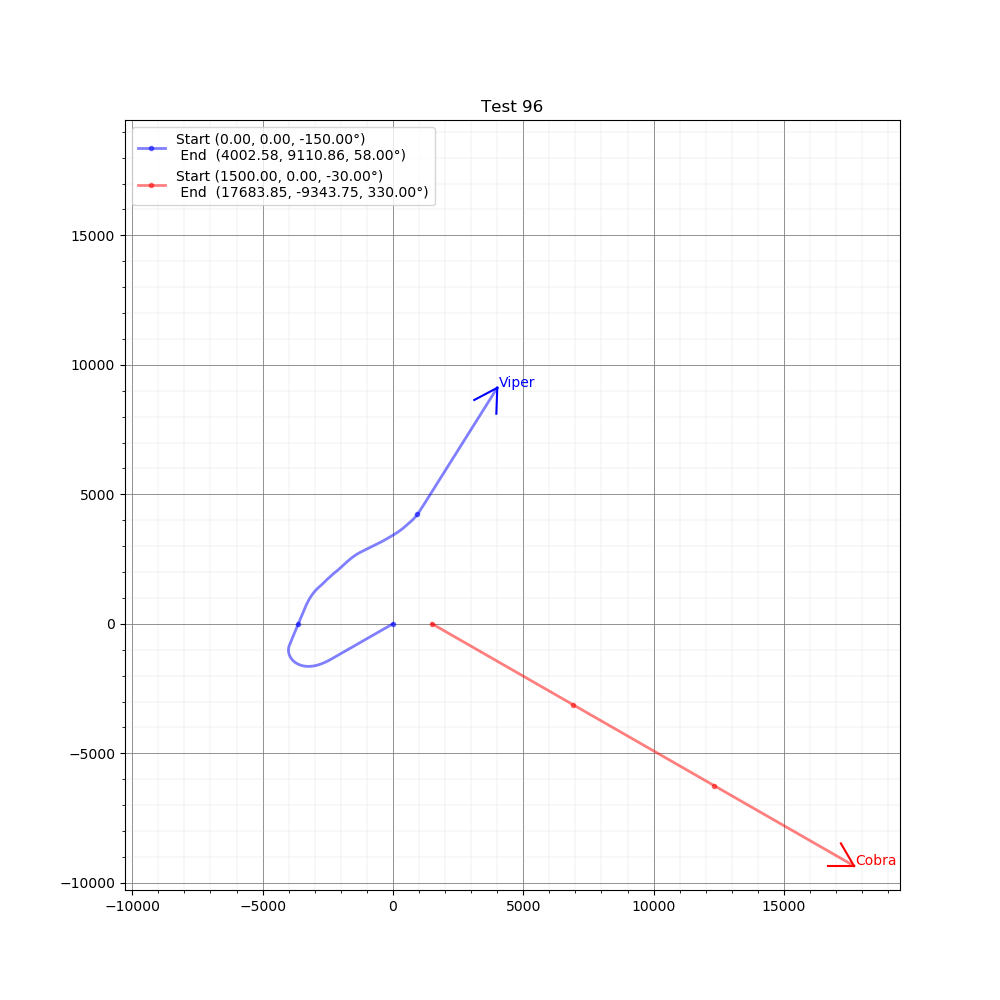 Test 96
Start (0.00, 0.00, -150.00°)
End (4002.58, 9110.86, 58.00°)
Start (1500.00, 0.00, -30.00°)
End (17683.85, -9343.75, 330.00°)
15000
10000
Viper
5000
0
−5000
Cobra
−10000
−10000 −5000 0 5000 10000 15000